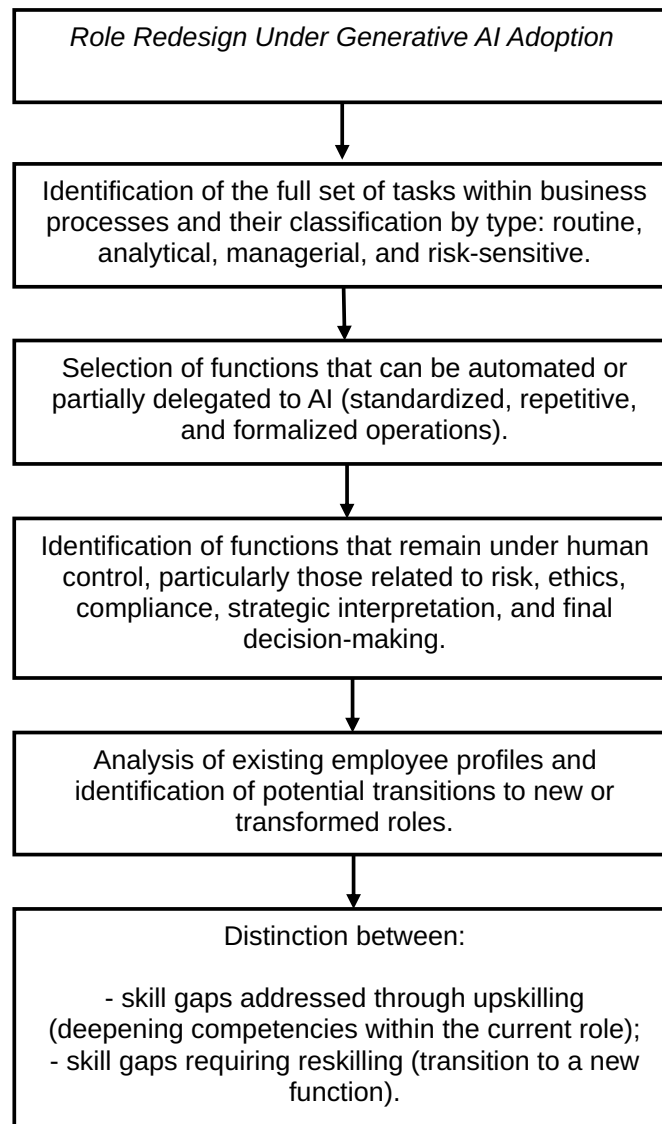 Role Redesign Under Generative AI Adoption
Identification of the full set of tasks within business
processes and their classification by type: routine,
analytical, managerial, and risk-sensitive.
Selection of functions that can be automated or
partially delegated to AI (standardized, repetitive,
and formalized operations).
Identification of functions that remain under human
control, particularly those related to risk, ethics,
compliance, strategic interpretation, and final
decision-making.
Analysis of existing employee profiles and
identification of potential transitions to new or
transformed roles.
Distinction between:
- skill gaps addressed through upskilling
(deepening competencies within the current role);
- skill gaps requiring reskilling (transition to a new
function).